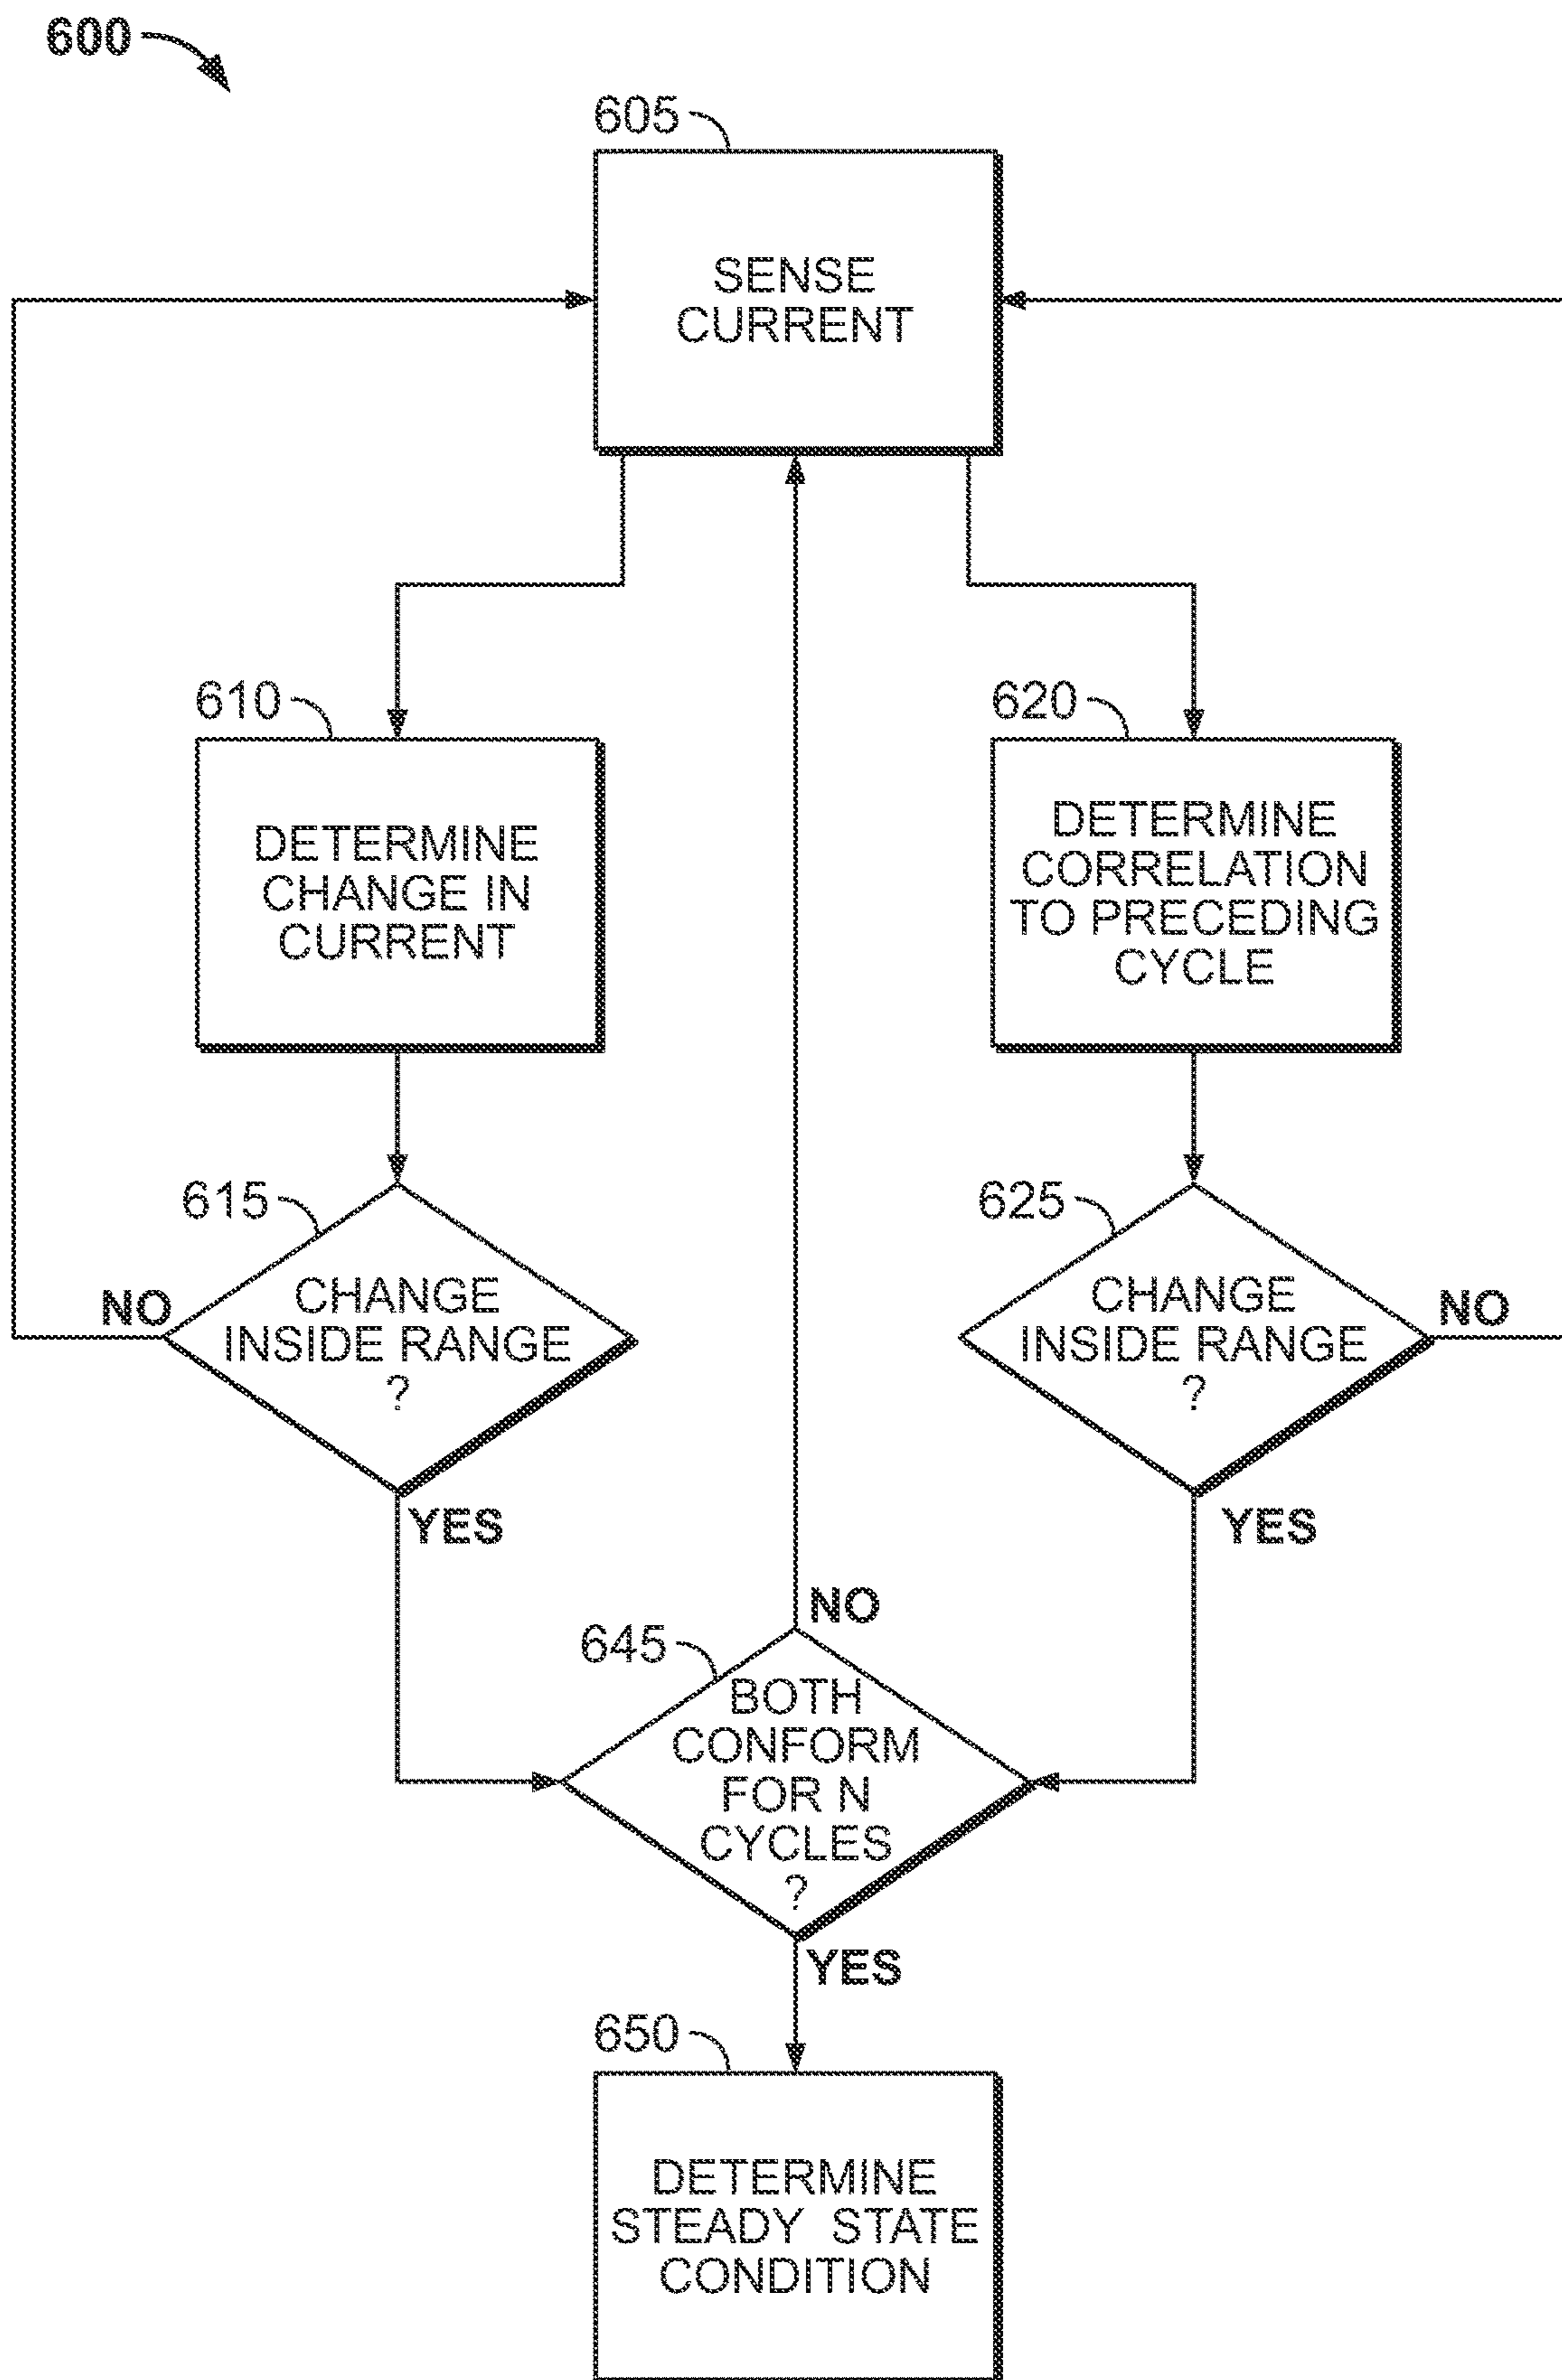 600
605
SENSE
CURRENT
610
DETERMINE
CHANGE IN
CURRENT
620
DETERMINE
CORRELATION
TO PRECEDING
CYCLE
615
CHANGE
INSIDE RANGE
?
NO
YES
625
CHANGE
INSIDE RANGE
?
NO
YES
645
BOTH
CONFORM
FOR N
CYCLES
?
NO
YES
650
DETERMINE
STEADY STATE
CONDITION